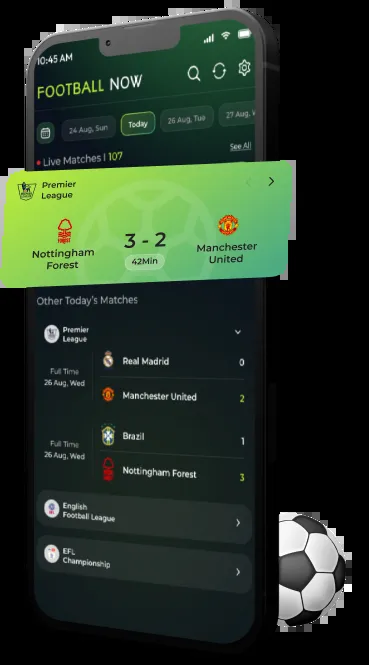 10:45 AM
FOOTBALL NOW
24 Aug, Sun
Today
26 Aug, Tua
27 Aug,
Live Matches | 107
See All
Premier
League
3 - 2
42Min
Nottingham
Forest
Manchester
United
Other Today's Matches
Premier
League
Full Time
26 Aug, Wed
Real Madrid 0
Manchester United 2
Full Time
26 Aug, Wed
Brazil 1
Nottingham Forest 3
English
Football League
EFL
Championship